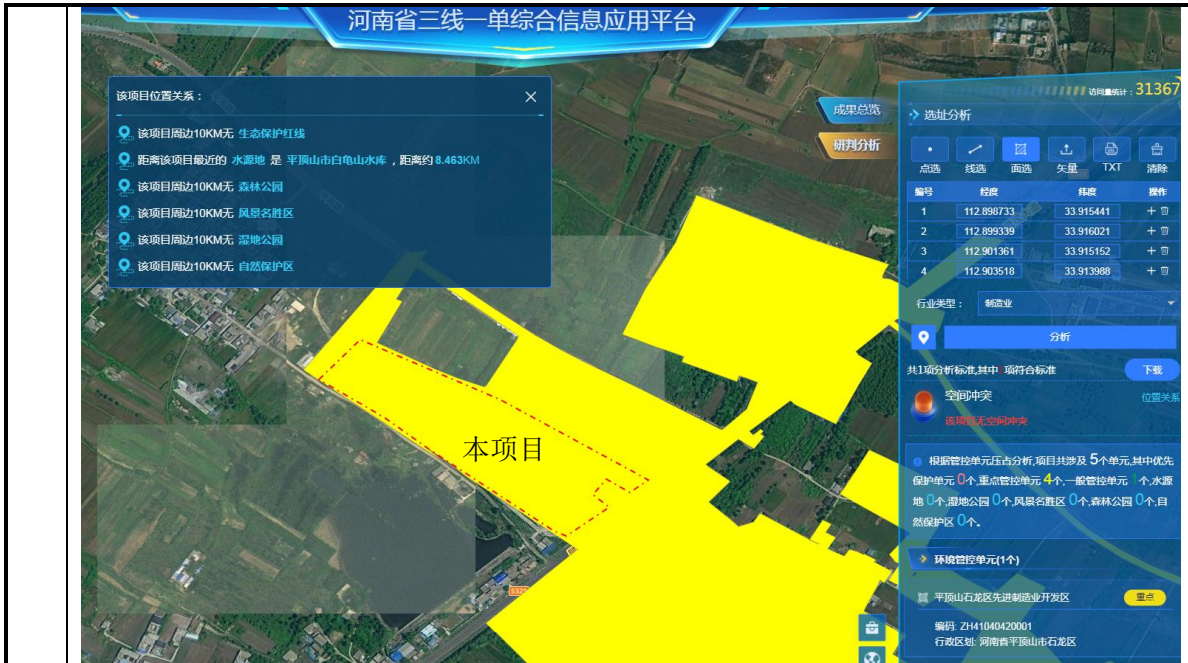 河南省三线一单综合信息应用平台
该项目位置关系：
该项目周边10KM无 生态保护红线
距离该项目最近的 水源地 是 平顶山市白龟山水库 ，距离约 8.463KM
该项目周边10KM无 森林公园
该项目周边10KM无 风景名胜区
该项目周边10KM无 湿地公园
该项目周边10KM无 自然保护区
成果总览
研判分析
本项目
访问量统计：31367
选址分析
点选 线选 面选 矢量 TXT 清除
编号 经度 纬度 操作
1 112.898733 33.915441
2 112.899339 33.916021
3 112.901361 33.915152
4 112.903518 33.913988
行业类型： 制造业
分析
共1项分析标准,其中 项符合标准
下载
空间冲突
位置关系
该项目无空间冲突
根据管控单元压占分析,项目共涉及 5个单元,其中优先
保护单元 0个,重点管控单元 4个,一般管控单元 1个,水源
地 0个,湿地公园 0个,风景名胜区 0个,森林公园 0个,自
然保护区 0个。
环境管控单元(1个)
平顶山石龙区先进制造业开发区
重点
编码: ZH41040420001
行政区划: 河南省平顶山市石龙区